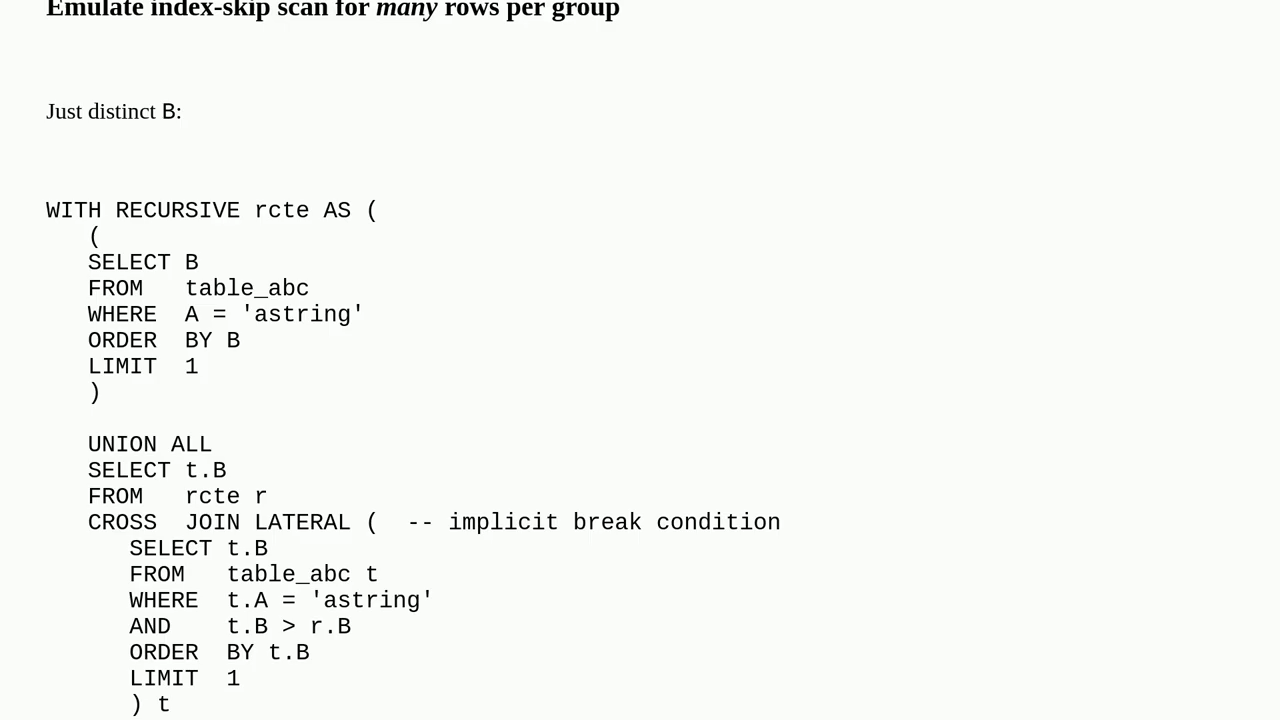 Emulate index-skip scan for many rows per group
Just distinct B:
WITH RECURSIVE rcte AS (
   (
   SELECT B
   FROM   table_abc
   WHERE  A = 'astring'
   ORDER  BY B
   LIMIT  1
   )
   UNION ALL
   SELECT t.B
   FROM   rcte r
   CROSS  JOIN LATERAL (  -- implicit break condition
      SELECT t.B
      FROM   table_abc t
      WHERE  t.A = 'astring'
      AND    t.B > r.B
      ORDER  BY t.B
      LIMIT  1
      ) t